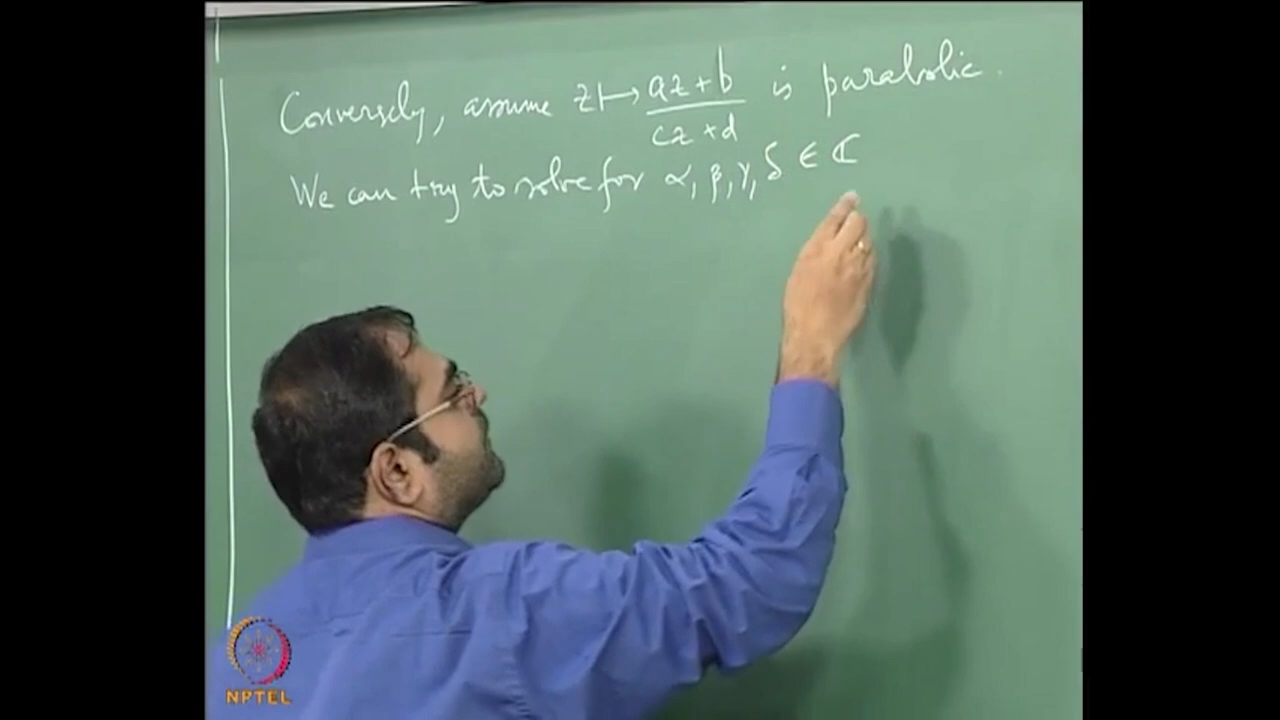 Conversely, assume z ↦ (az + b)/(cz + d) is parabolic.
We can try to solve for α, β, γ, δ ∈ ℂ
NPTEL